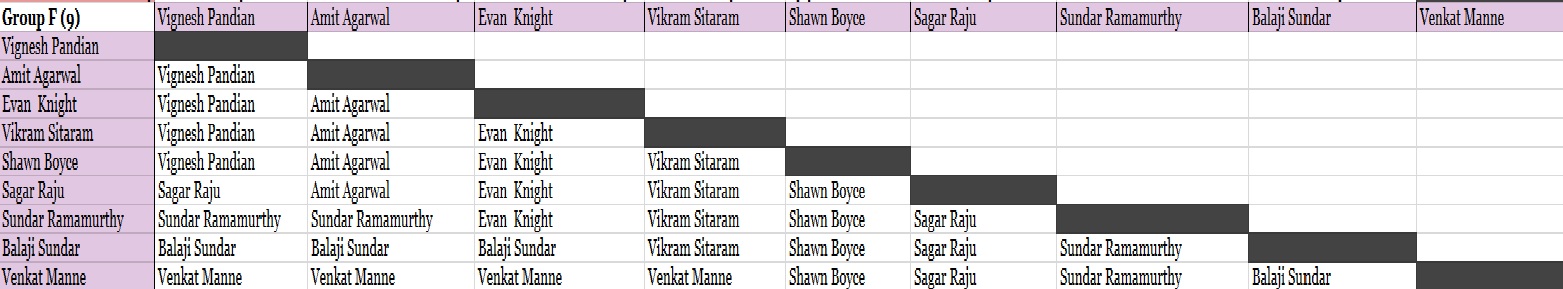 Group F (9) Vignesh Pandian Amit Agarwal Evan Knight Vikram Sitaram Shawn Boyce Sagar Raju Sundar Ramamurthy Balaji Sundar Venkat Manne
Vignesh Pandian
Amit Agarwal Vignesh Pandian
Evan Knight Vignesh Pandian Amit Agarwal
Vikram Sitaram Vignesh Pandian Amit Agarwal Evan Knight
Shawn Boyce Vignesh Pandian Amit Agarwal Evan Knight Vikram Sitaram
Sagar Raju Sagar Raju Amit Agarwal Evan Knight Vikram Sitaram Shawn Boyce
Sundar Ramamurthy Sundar Ramamurthy Sundar Ramamurthy Evan Knight Vikram Sitaram Shawn Boyce Sagar Raju
Balaji Sundar Balaji Sundar Balaji Sundar Balaji Sundar Vikram Sitaram Shawn Boyce Sagar Raju Sundar Ramamurthy
Venkat Manne Venkat Manne Venkat Manne Venkat Manne Venkat Manne Shawn Boyce Sagar Raju Sundar Ramamurthy Balaji Sundar